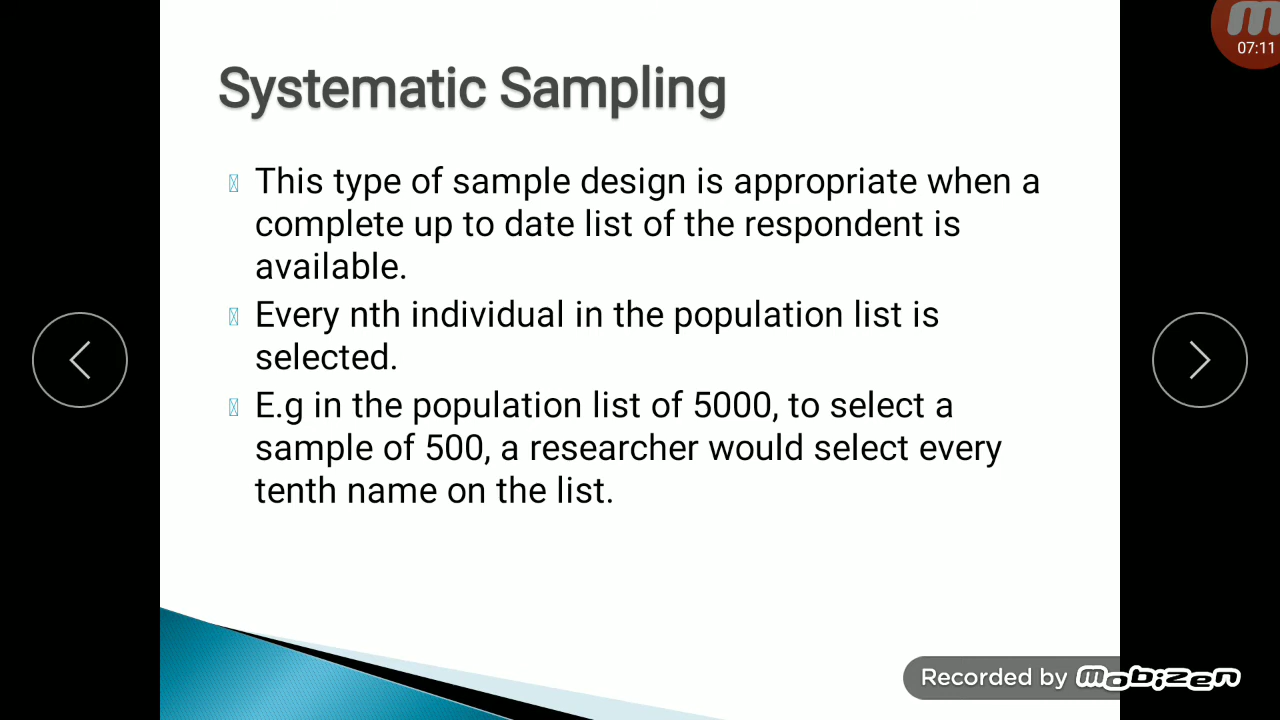 07:11
Systematic Sampling
This type of sample design is appropriate when a
complete up to date list of the respondent is
available.
Every nth individual in the population list is
selected.
E.g in the population list of 5000, to select a
sample of 500, a researcher would select every
tenth name on the list.
Recorded by mobizen